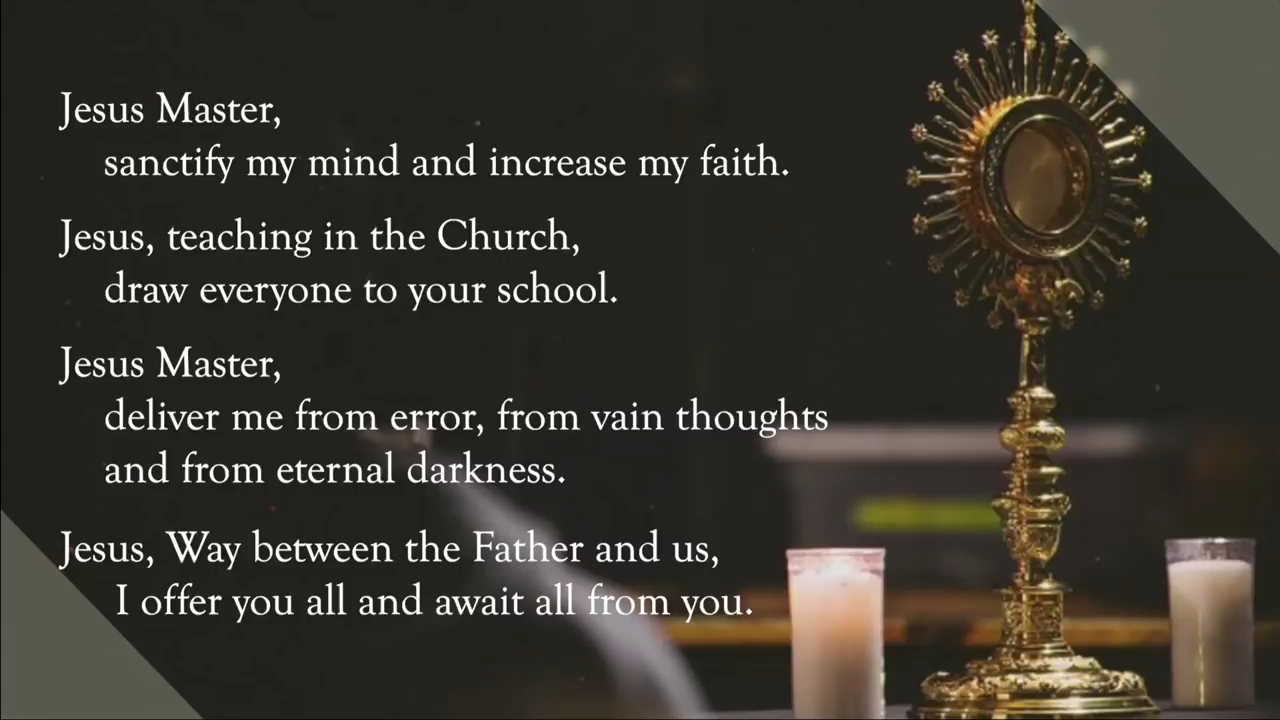 Jesus Master,
sanctify my mind and increase my faith.
Jesus, teaching in the Church,
draw everyone to your school.
Jesus Master,
deliver me from error, from vain thoughts
and from eternal darkness.
Jesus, Way between the Father and us,
I offer you all and await all from you.